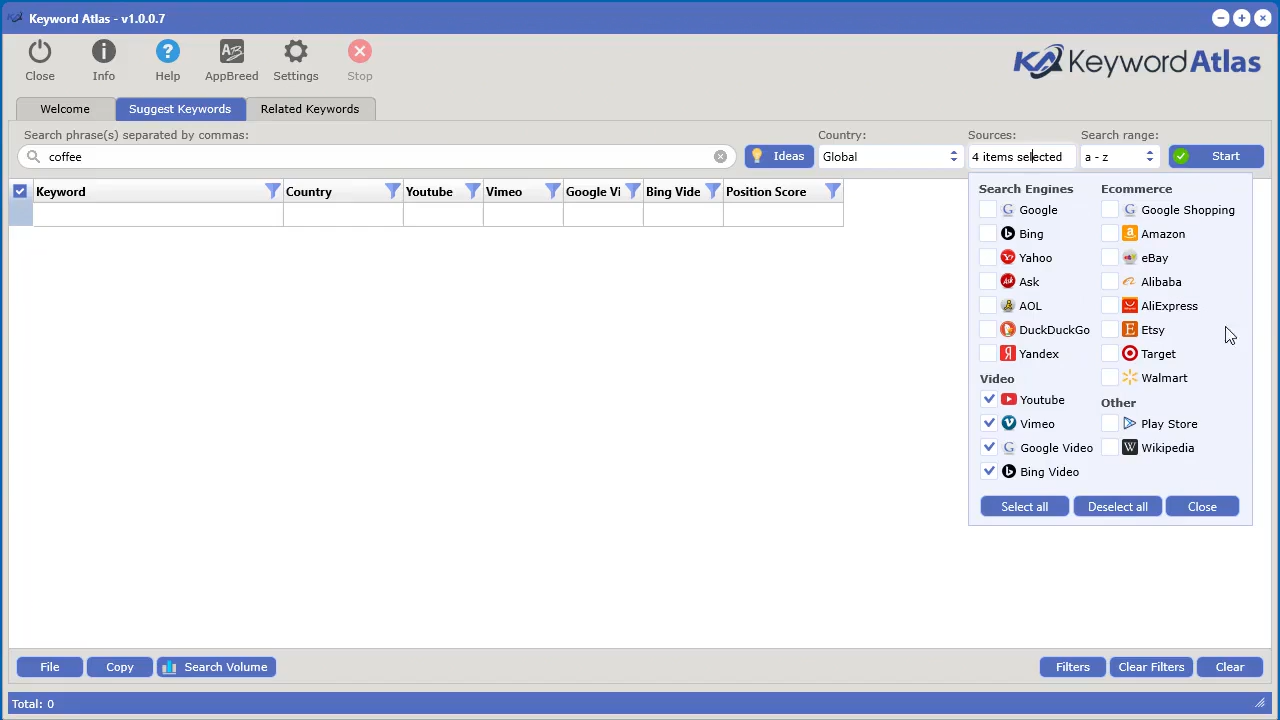 Keyword Atlas - v1.0.0.7
Close
Info
Help
AppBreed
Settings
Stop
KeywordAtlas
Welcome
Suggest Keywords
Related Keywords
Search phrase(s) separated by commas:
Country:
Sources:
Search range:
coffee
Ideas
Global
4 items selected
a - z
Start
Keyword
Country
Youtube
Vimeo
Google Vi
Bing Vide
Position Score
Search Engines
Google
Bing
Yahoo
Ask
AOL
DuckDuckGo
Yandex
Video
Youtube
Vimeo
Google Video
Bing Video
Ecommerce
Google Shopping
Amazon
eBay
Alibaba
AliExpress
Etsy
Target
Walmart
Other
Play Store
Wikipedia
Select all
Deselect all
Close
File
Copy
Search Volume
Filters
Clear Filters
Clear
Total: 0